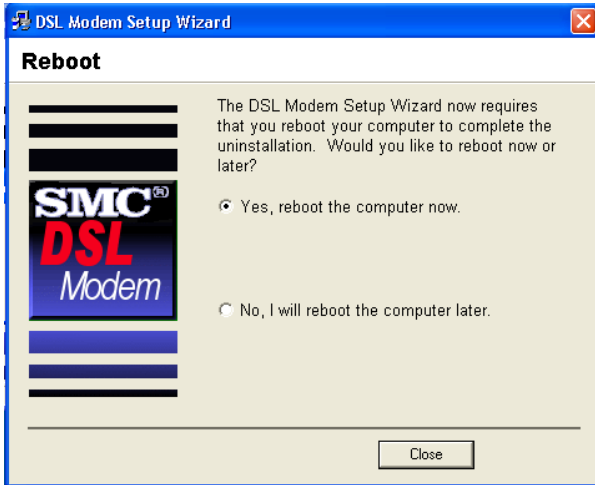 DSL Modem Setup Wizard
Reboot
The DSL Modem Setup Wizard now requires
that you reboot your computer to complete the
uninstallation.  Would you like to reboot now or
later?
SMC®
DSL
Modem
Yes, reboot the computer now.
No, I will reboot the computer later.
Close